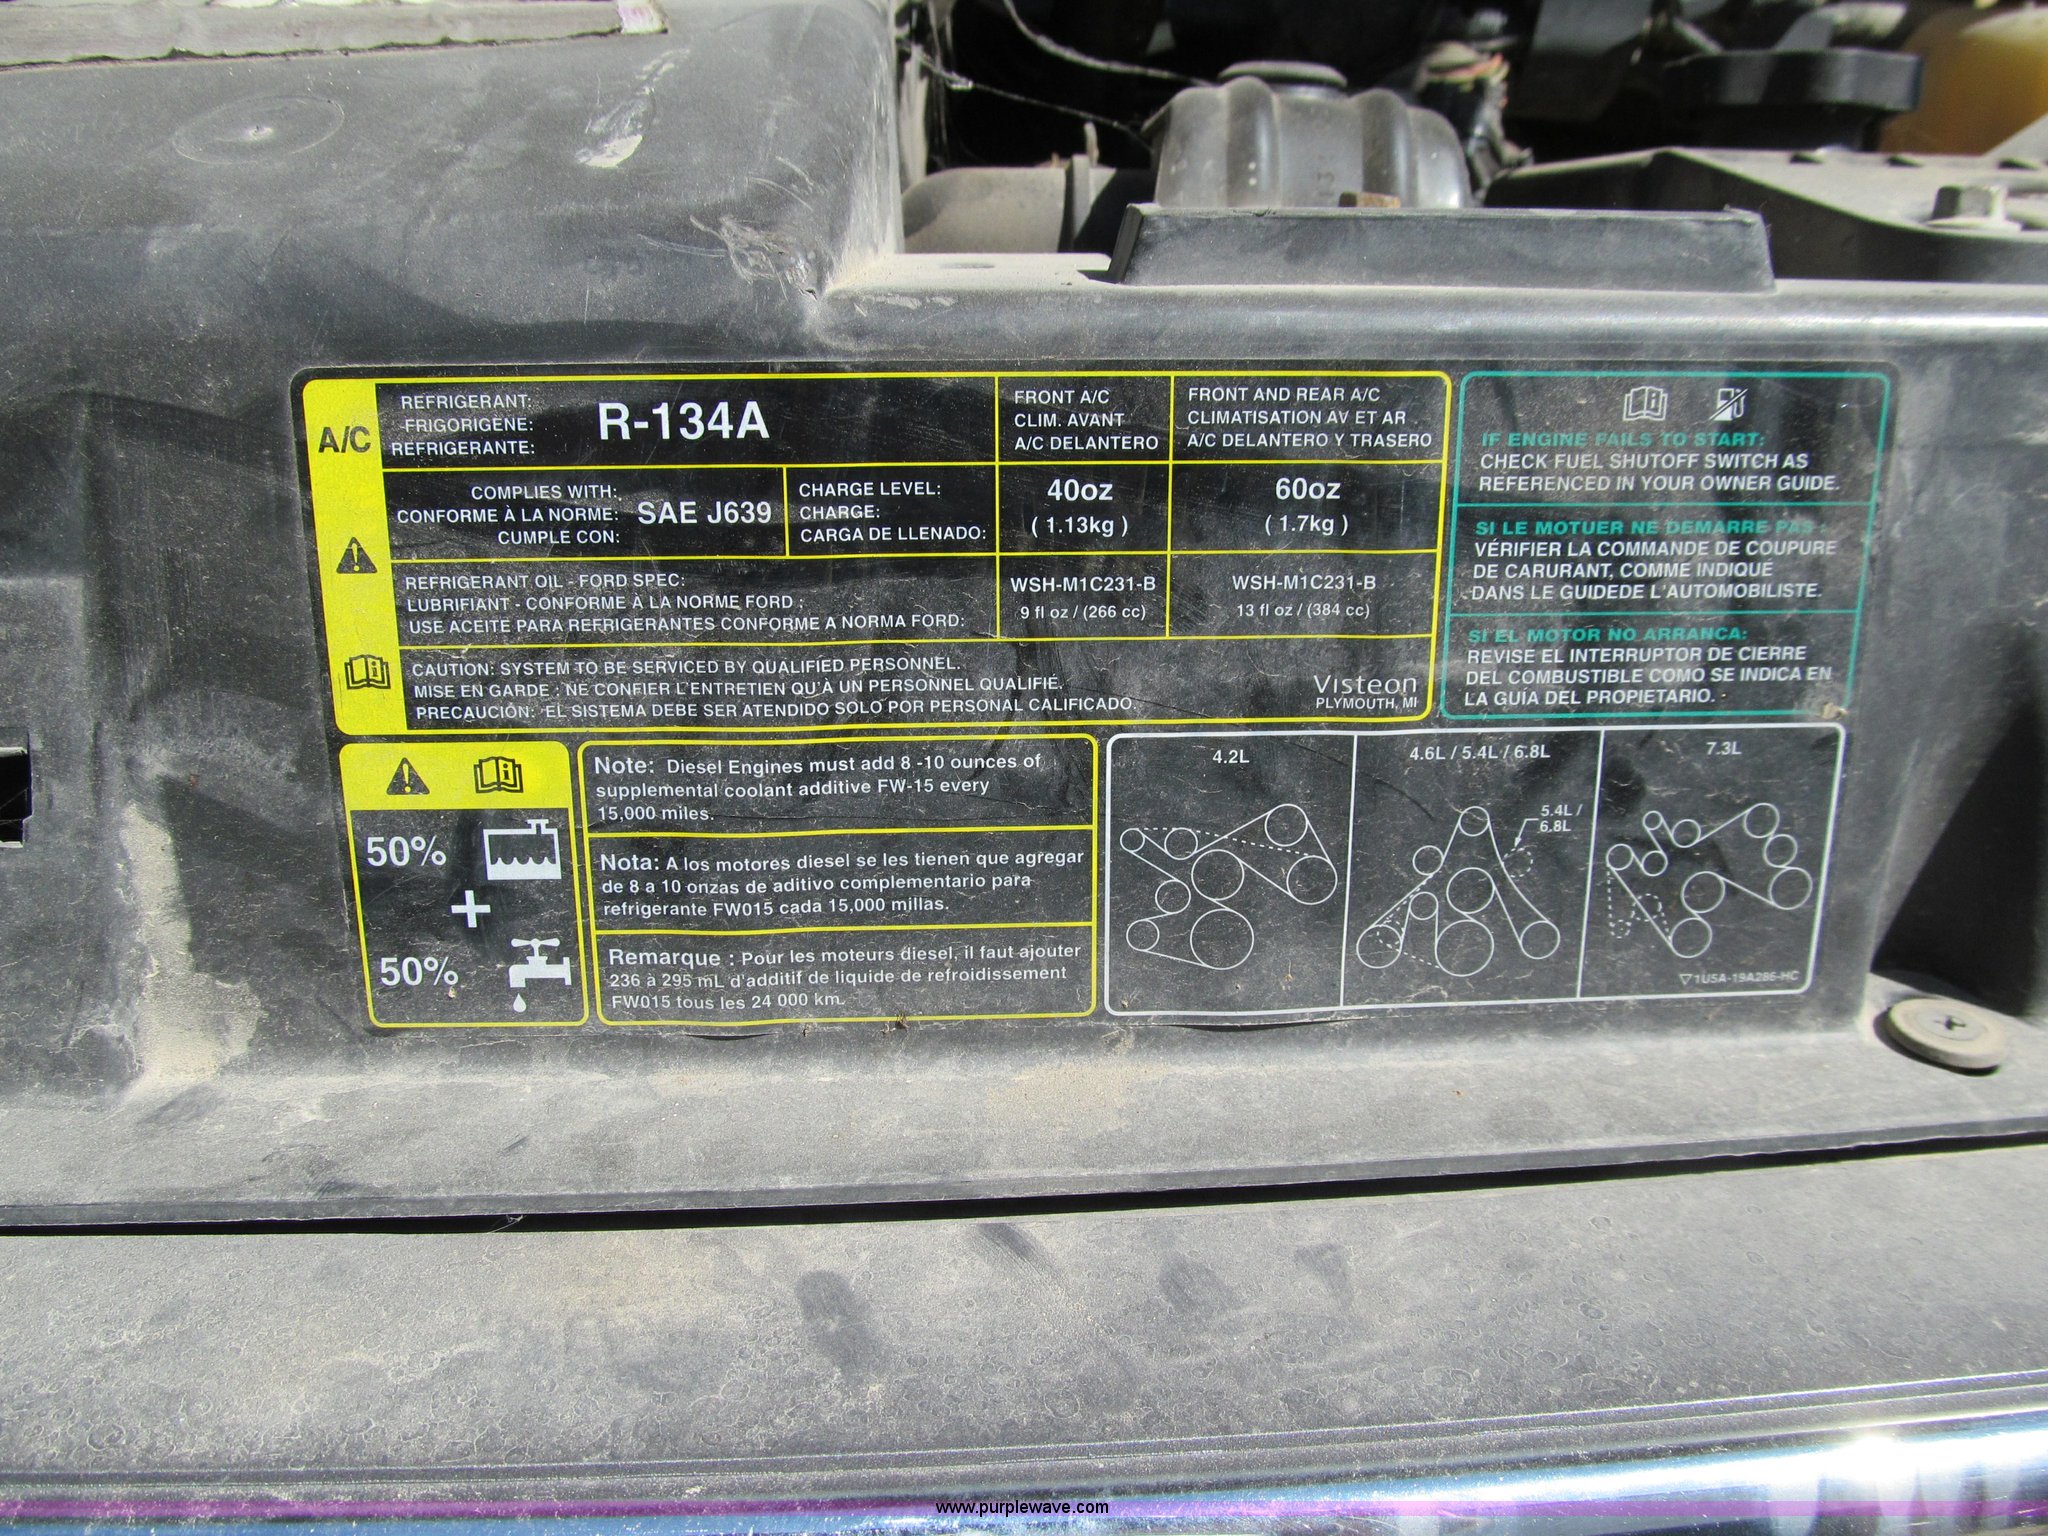 A/C
REFRIGERANT:
FRIGORIGÈNE:
REFRIGERANTE:
R-134A
FRONT A/C
CLIM. AVANT
A/C DELANTERO
FRONT AND REAR A/C
CLIMATISATION AV ET AR
A/C DELANTERO Y TRASERO
COMPLIES WITH:
CONFORME À LA NORME:
CUMPLE CON:
SAE J639
CHARGE LEVEL:
CHARGE:
CARGA DE LLENADO:
40oz
( 1.13kg )
60oz
( 1.7kg )
REFRIGERANT OIL - FORD SPEC:
LUBRIFIANT - CONFORME À LA NORME FORD :
USE ACEITE PARA REFRIGERANTES CONFORME A NORMA FORD:
WSH-M1C231-B
9 fl oz / (266 cc)
WSH-M1C231-B
13 fl oz / (384 cc)
CAUTION: SYSTEM TO BE SERVICED BY QUALIFIED PERSONNEL.
MISE EN GARDE : NE CONFIER L'ENTRETIEN QU'À UN PERSONNEL QUALIFIÉ.
PRECAUCIÓN: EL SISTEMA DEBE SER ATENDIDO SOLO POR PERSONAL CALIFICADO.
Visteon
PLYMOUTH, MI
IF ENGINE FAILS TO START:
CHECK FUEL SHUTOFF SWITCH AS
REFERENCED IN YOUR OWNER GUIDE.
SI LE MOTUER NE DEMARRE PAS :
VÉRIFIER LA COMMANDE DE COUPURE
DE CARURANT, COMME INDIQUE
DANS LE GUIDEDE L'AUTOMOBILISTE.
SI EL MOTOR NO ARRANCA:
REVISE EL INTERRUPTOR DE CIERRE
DEL COMBUSTIBLE COMO SE INDICA EN
LA GUÍA DEL PROPIETARIO.
50%
+
50%
Note: Diesel Engines must add 8 -10 ounces of
supplemental coolant additive FW-15 every
15,000 miles.
Nota: A los motores diesel se les tienen que agregar
de 8 a 10 onzas de aditivo complementario para
refrigerante FW015 cada 15,000 millas.
Remarque : Pour les moteurs diesel, il faut ajouter
236 à 295 mL d'additif de liquide de refroidissement
FW015 tous les 24 000 km.
4.2L
4.6L / 5.4L / 6.8L
5.4L /
6.8L
7.3L
1U5A-19A286-HC
www.purplewave.com